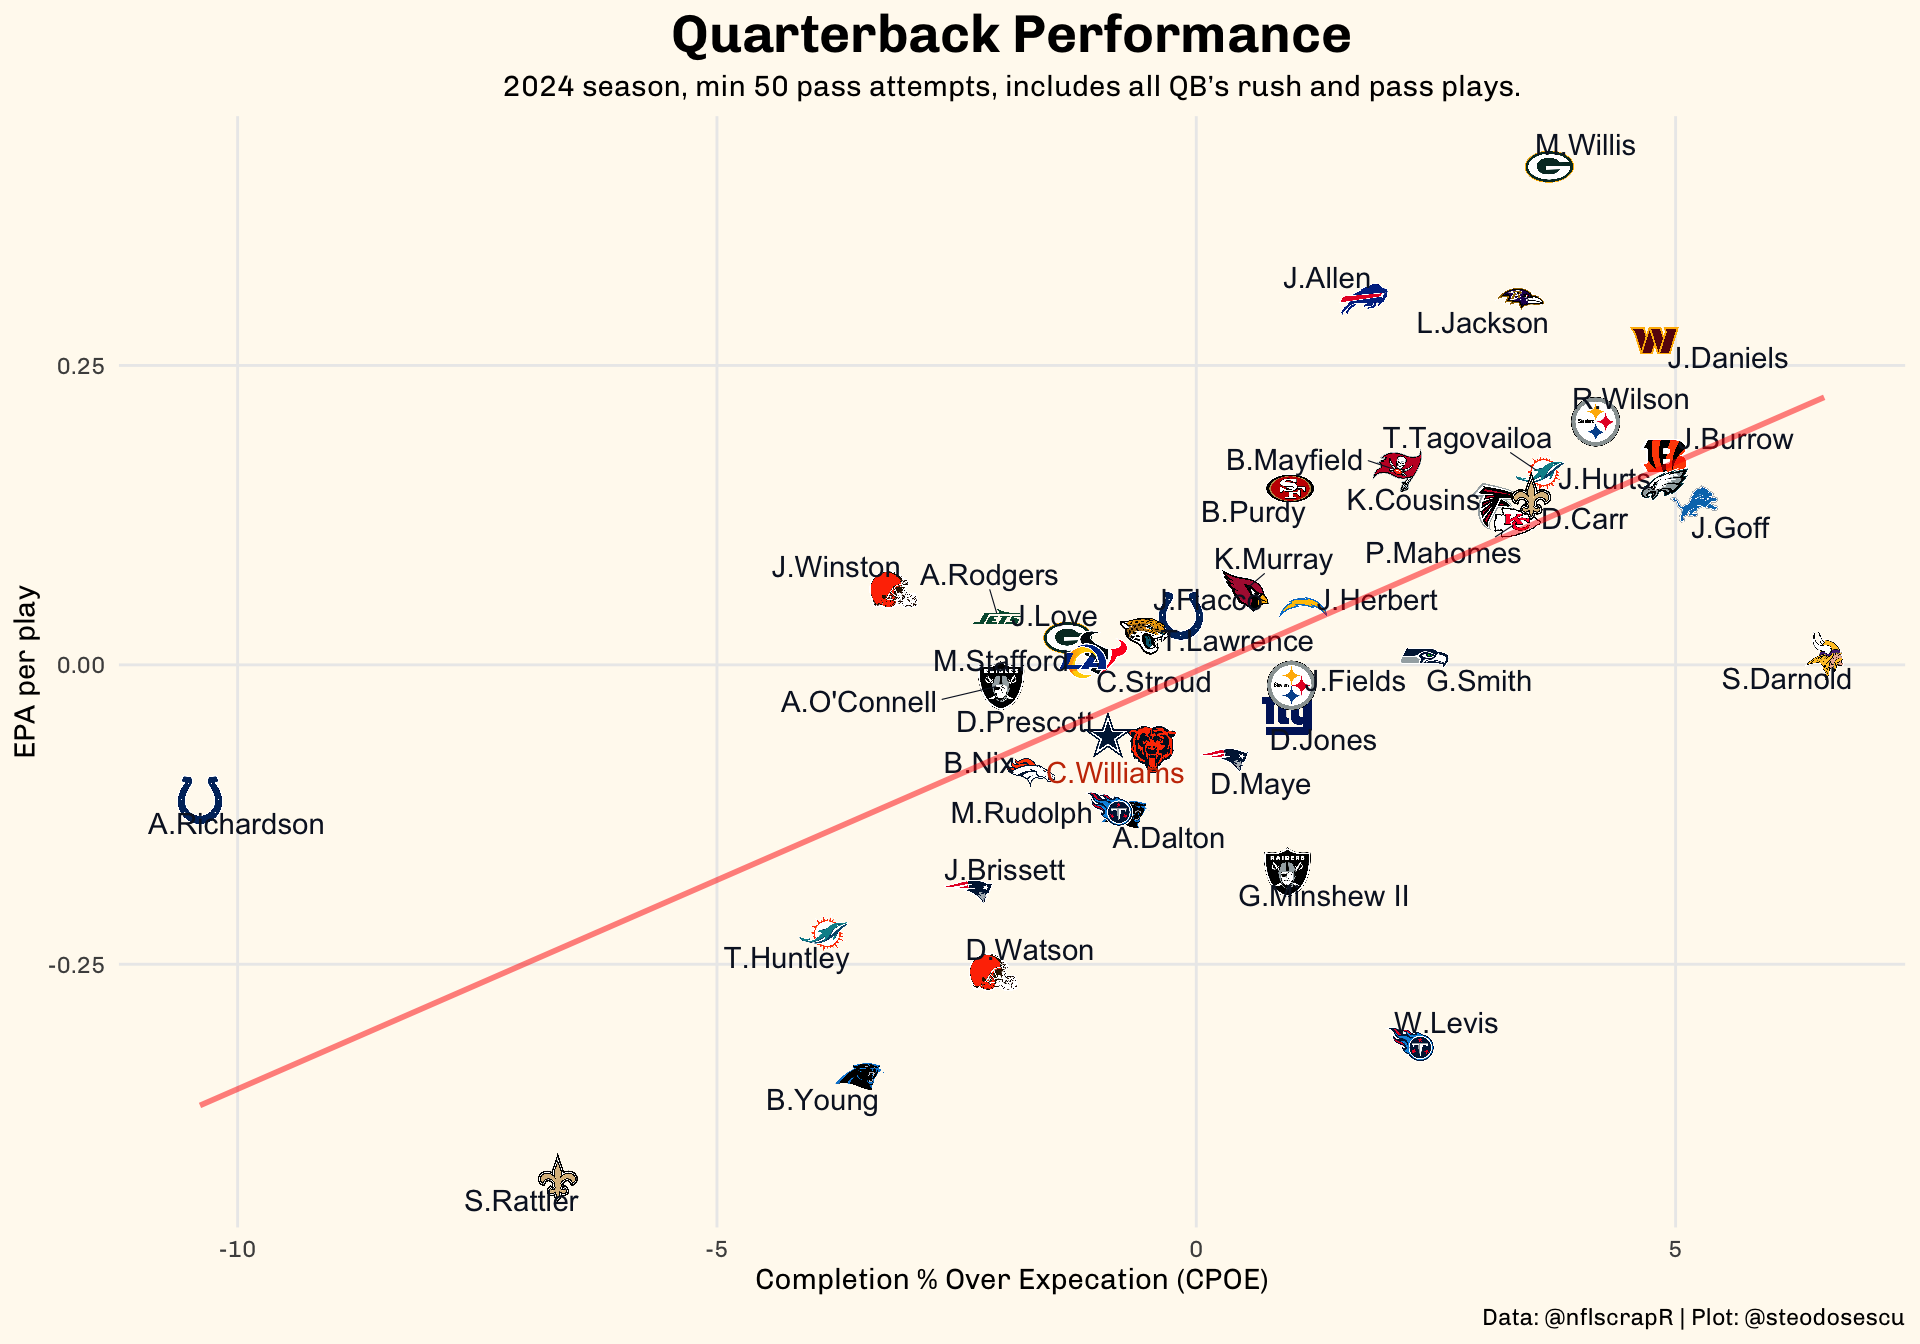 Quarterback Performance
2024 season, min 50 pass attempts, includes all QB's rush and pass plays.
M.Willis
J.Allen
L.Jackson
J.Daniels
R.Wilson
T.Tagovailoa
J.Burrow
B.Mayfield
J.Hurts
K.Cousins
B.Purdy
D.Carr
J.Goff
P.Mahomes
K.Murray
J.Winston
A.Rodgers
J.Flacco
J.Herbert
J.Love
JETS
T.Lawrence
M.Stafford
C.Stroud
J.Fields
G.Smith
S.Darnold
A.O'Connell
D.Prescott
D.Jones
ny
B.Nix
C.Williams
D.Maye
M.Rudolph
A.Dalton
A.Richardson
J.Brissett
RAIDERS
G.Minshew II
D.Watson
T.Huntley
W.Levis
B.Young
S.Rattler
EPA per play
0.25
0.00
-0.25
-10
-5
0
5
Completion % Over Expecation (CPOE)
Data: @nflscrapR | Plot: @steodosescu